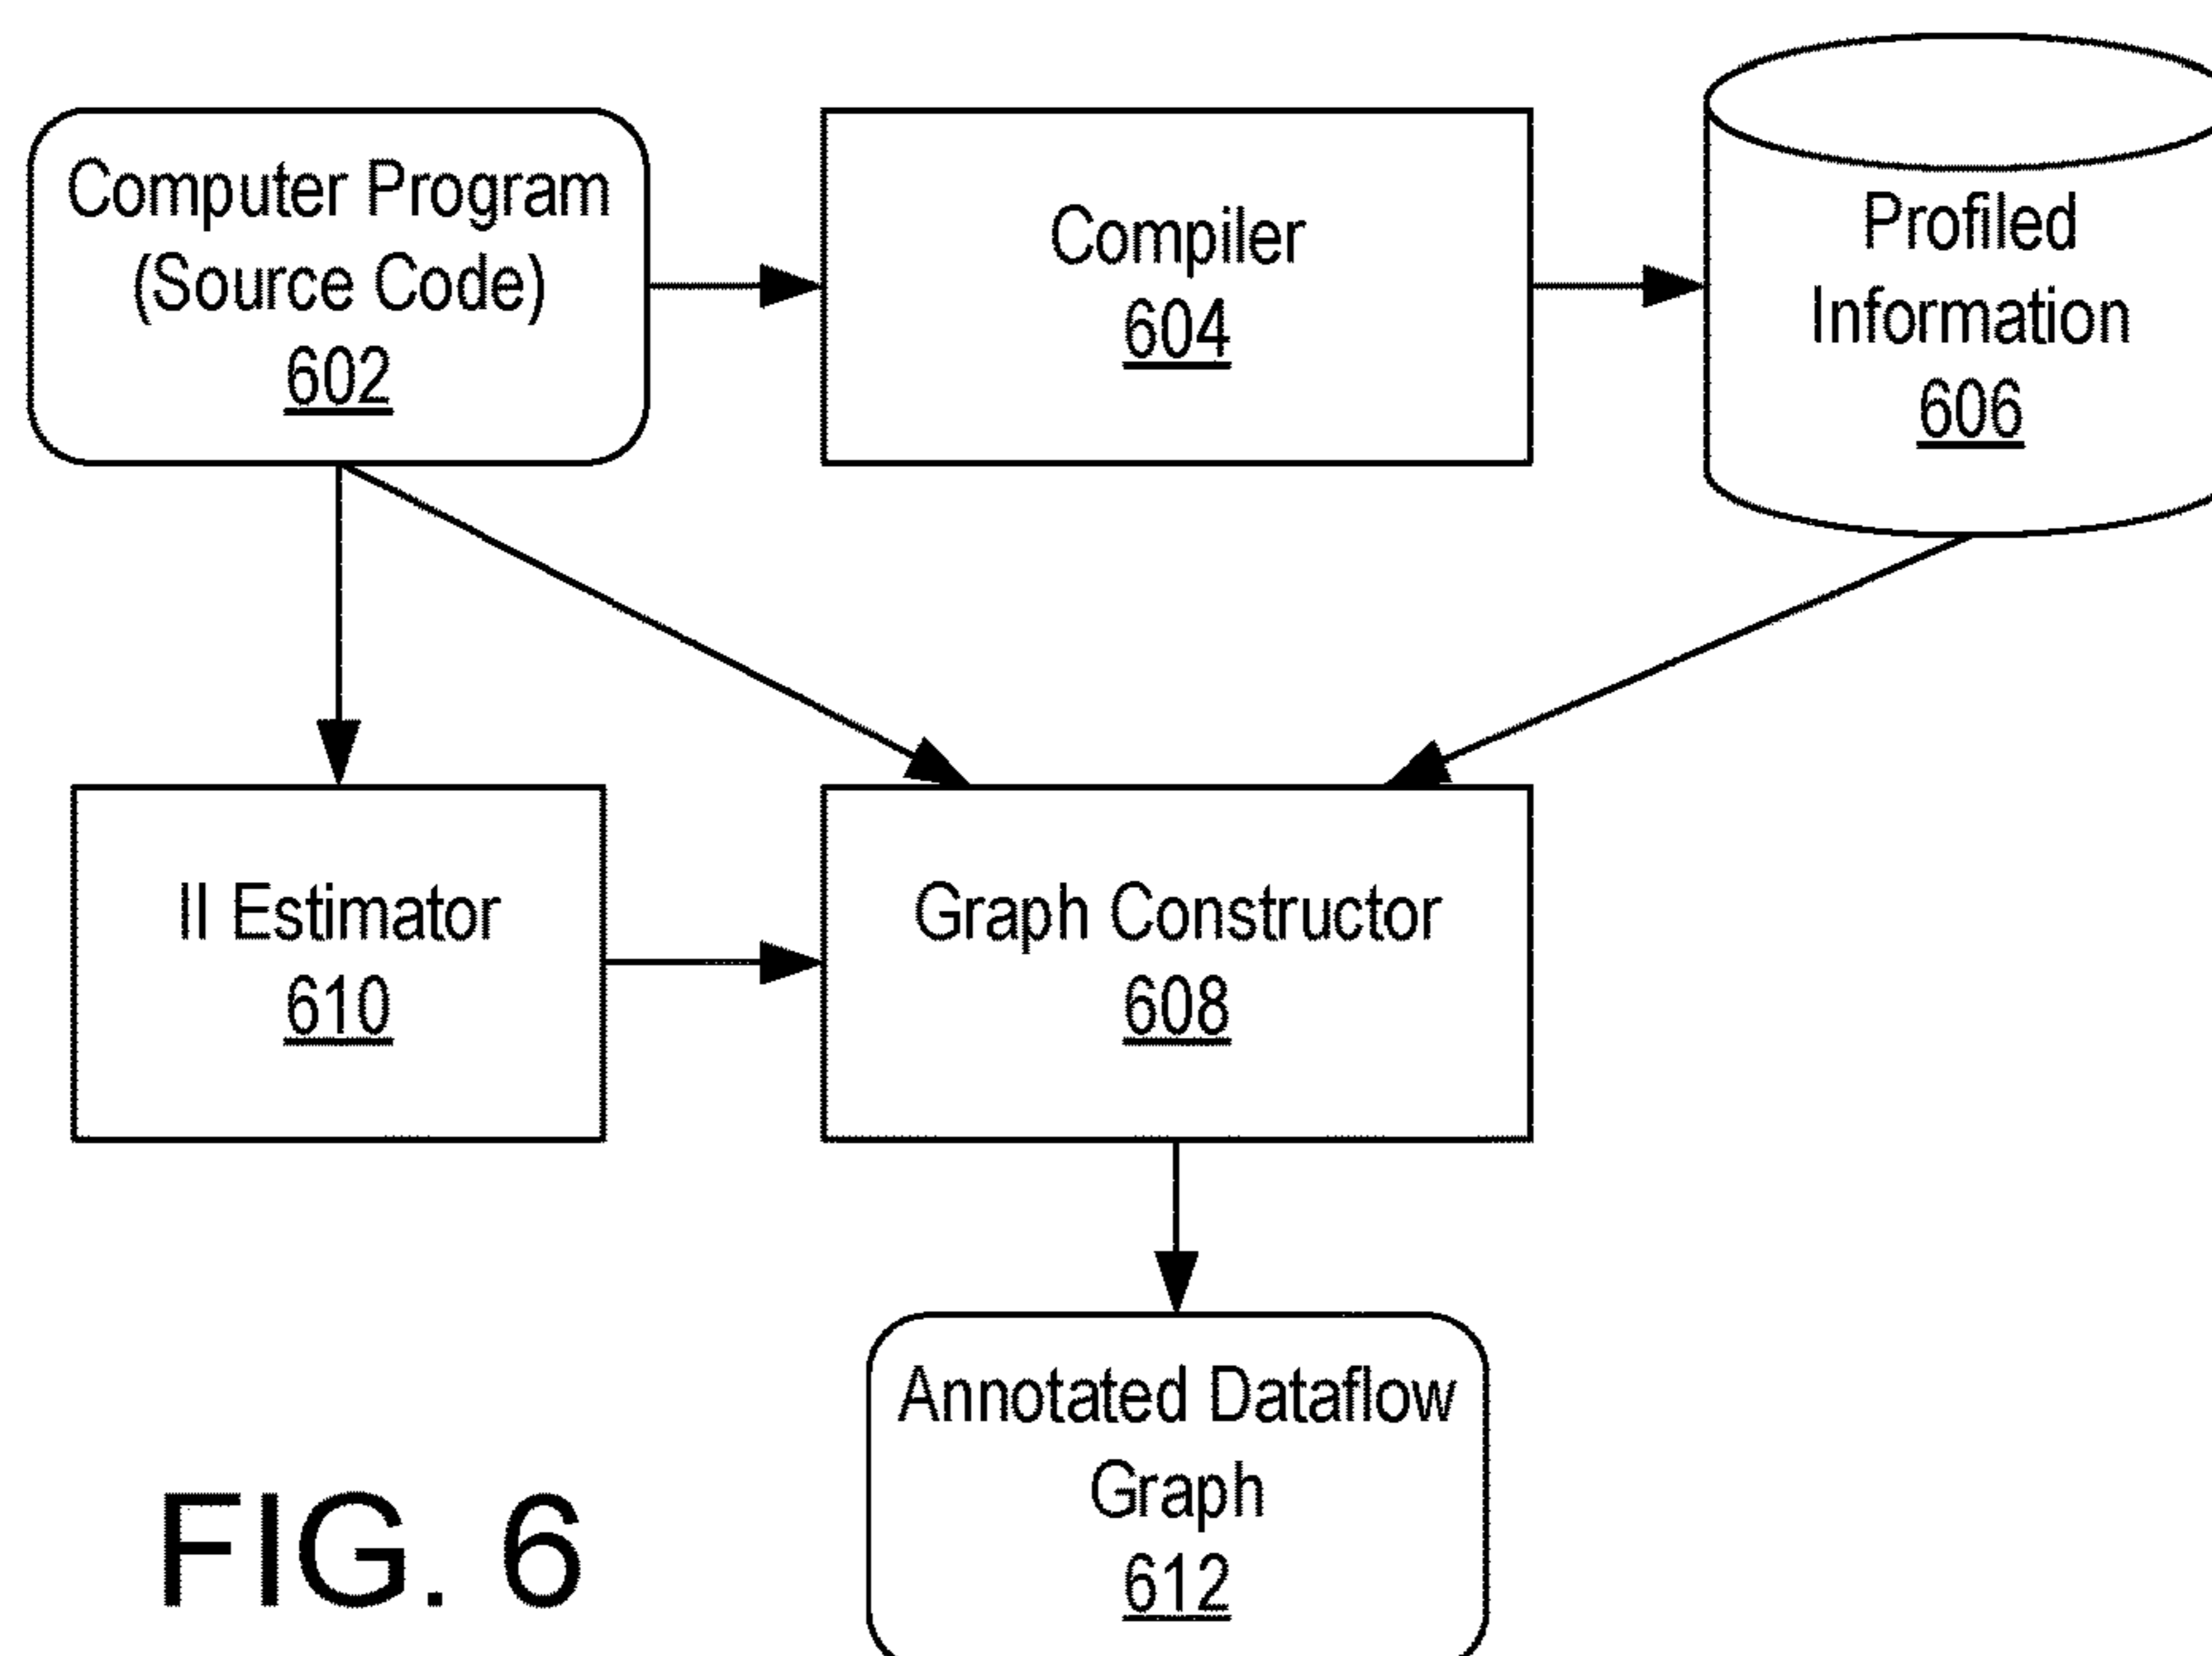 Computer Program
(Source Code)
602
Compiler
604
Profiled
Information
606
II Estimator
610
Graph Constructor
608
Annotated Dataflow
Graph
612
FIG. 6